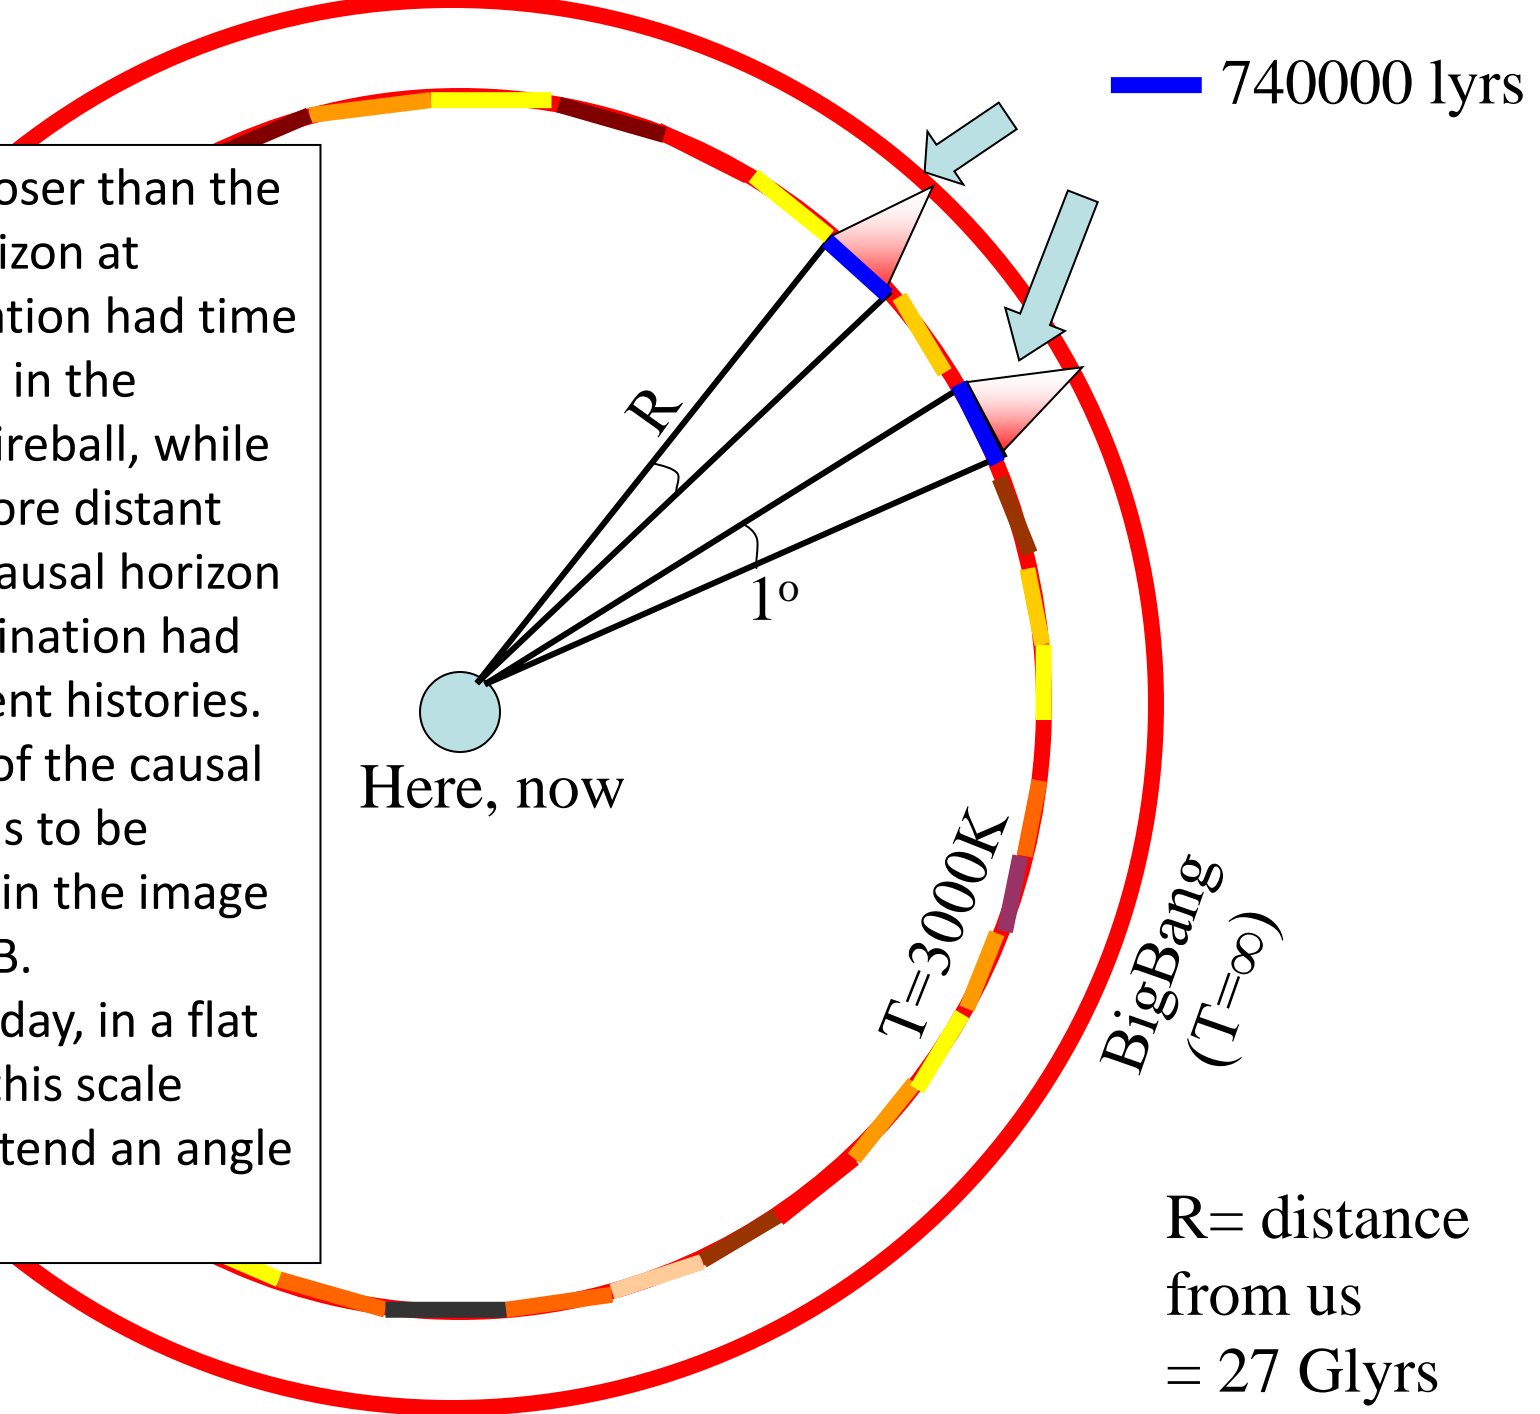 740000 lyrs
oser than the
izon at
ation had time
in the
ireball, while
ore distant
ausal horizon
ination had
ent histories.
of the causal
s to be
in the image
B.
day, in a flat
this scale
tend an angle
R
1º
Here, now
T=3000K
BigBang
(T=∞)
R= distance
from us
= 27 Glyrs